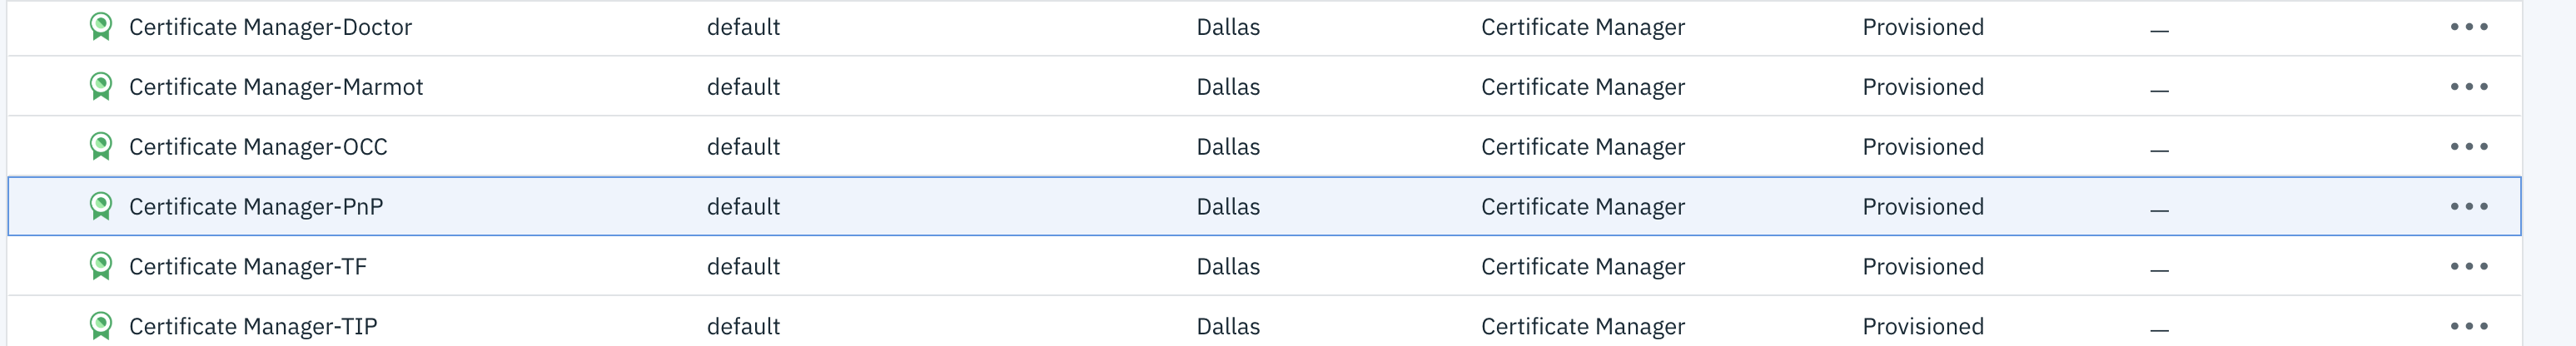 Certificate Manager-Doctor default Dallas Certificate Manager Provisioned —
Certificate Manager-Marmot default Dallas Certificate Manager Provisioned —
Certificate Manager-OCC default Dallas Certificate Manager Provisioned —
Certificate Manager-PnP default Dallas Certificate Manager Provisioned —
Certificate Manager-TF default Dallas Certificate Manager Provisioned —
Certificate Manager-TIP default Dallas Certificate Manager Provisioned —